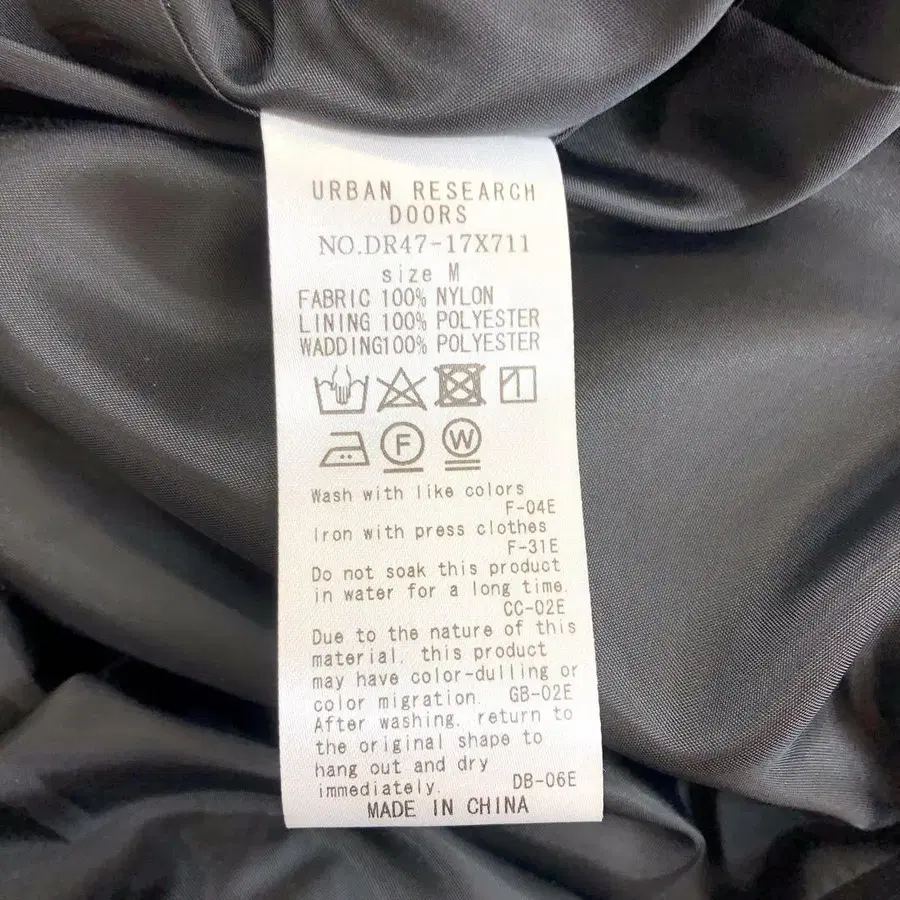 URBAN RESEARCH
DOORS
NO.DR47-17X711
size M
FABRIC 100% NYLON
LINING 100% POLYESTER
WADDING100% POLYESTER
F W
Wash with like colors
F-04E
Iron with press clothes
F-31E
Do not soak this product
in water for a long time.
CC-02E
Due to the nature of this
material, this product
may have color-dulling or
color migration. GB-02E
After washing, return to
the original shape to
hang out and dry
immediately. DB-06E
MADE IN CHINA